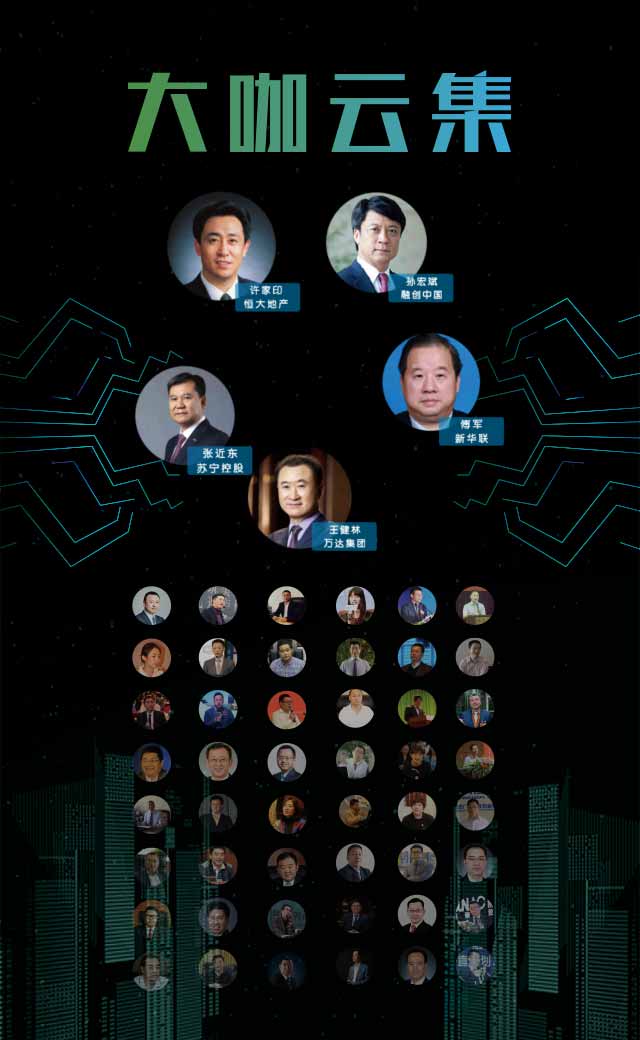 大咖云集
许家印
恒大地产
孙宏斌
融创中国
傅军
新华联
张近东
苏宁控股
王健林
万达集团